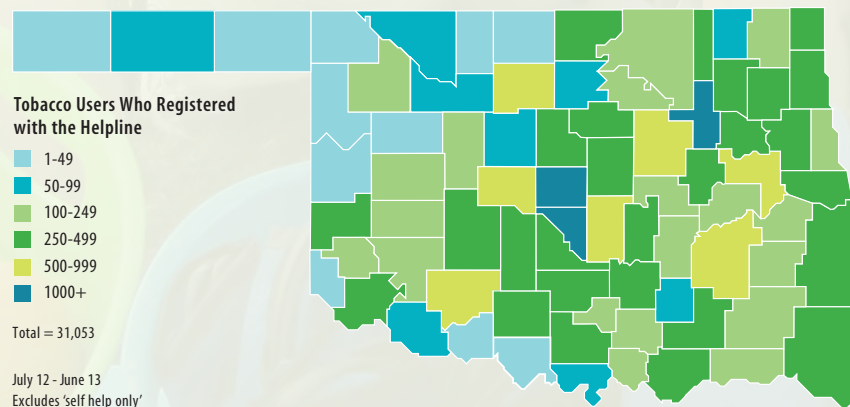 Tobacco Users Who Registered
with the Helpline
1-49
50-99
100-249
250-499
500-999
1000+
Total = 31,053
July 12 - June 13
Excludes ‘self help only’